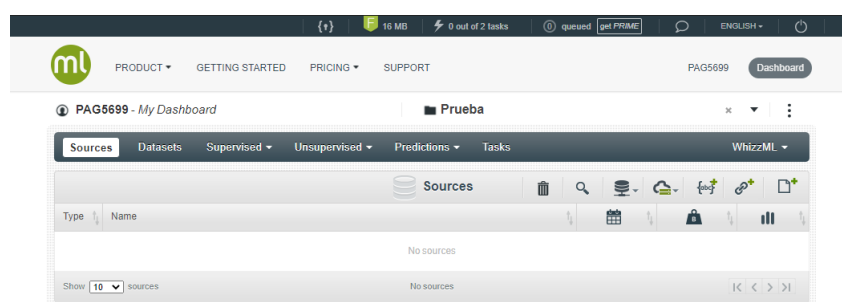 {†} F 16 MB 0 out of 2 tasks 0 queued get PRIME ENGLISH
ml PRODUCT GETTING STARTED PRICING SUPPORT PAG5699 Dashboard
PAG5699 - My Dashboard Prueba
Sources Datasets Supervised Unsupervised Predictions Tasks WhizzML
Sources {abc}
Type Name
No sources
Show 10 sources No sources